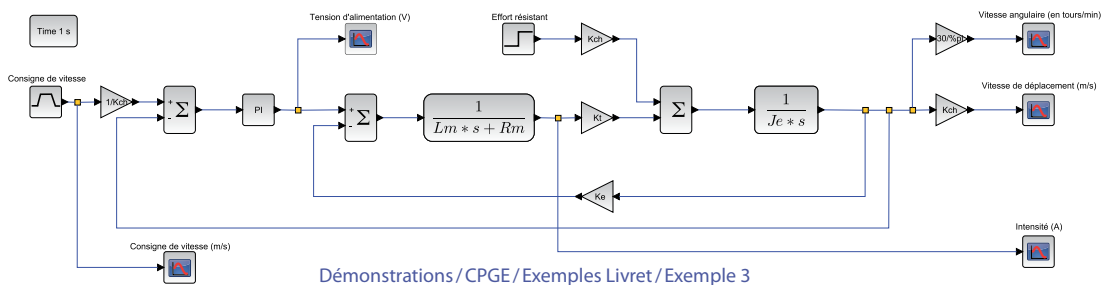 Time 1 s
Tension d'alimentation (V)
Effort résistant
Vitesse angulaire (en tours/min)
Kch
30/%pi
Consigne de vitesse
1/Kch
+
-
Σ
PI
+
-
Σ
1
Lm * s + Rm
Kt
Σ
1
Je * s
Vitesse de déplacement (m/s)
Kch
Ke
Intensité (A)
Consigne de vitesse (m/s)
Démonstrations / CPGE / Exemples Livret / Exemple 3